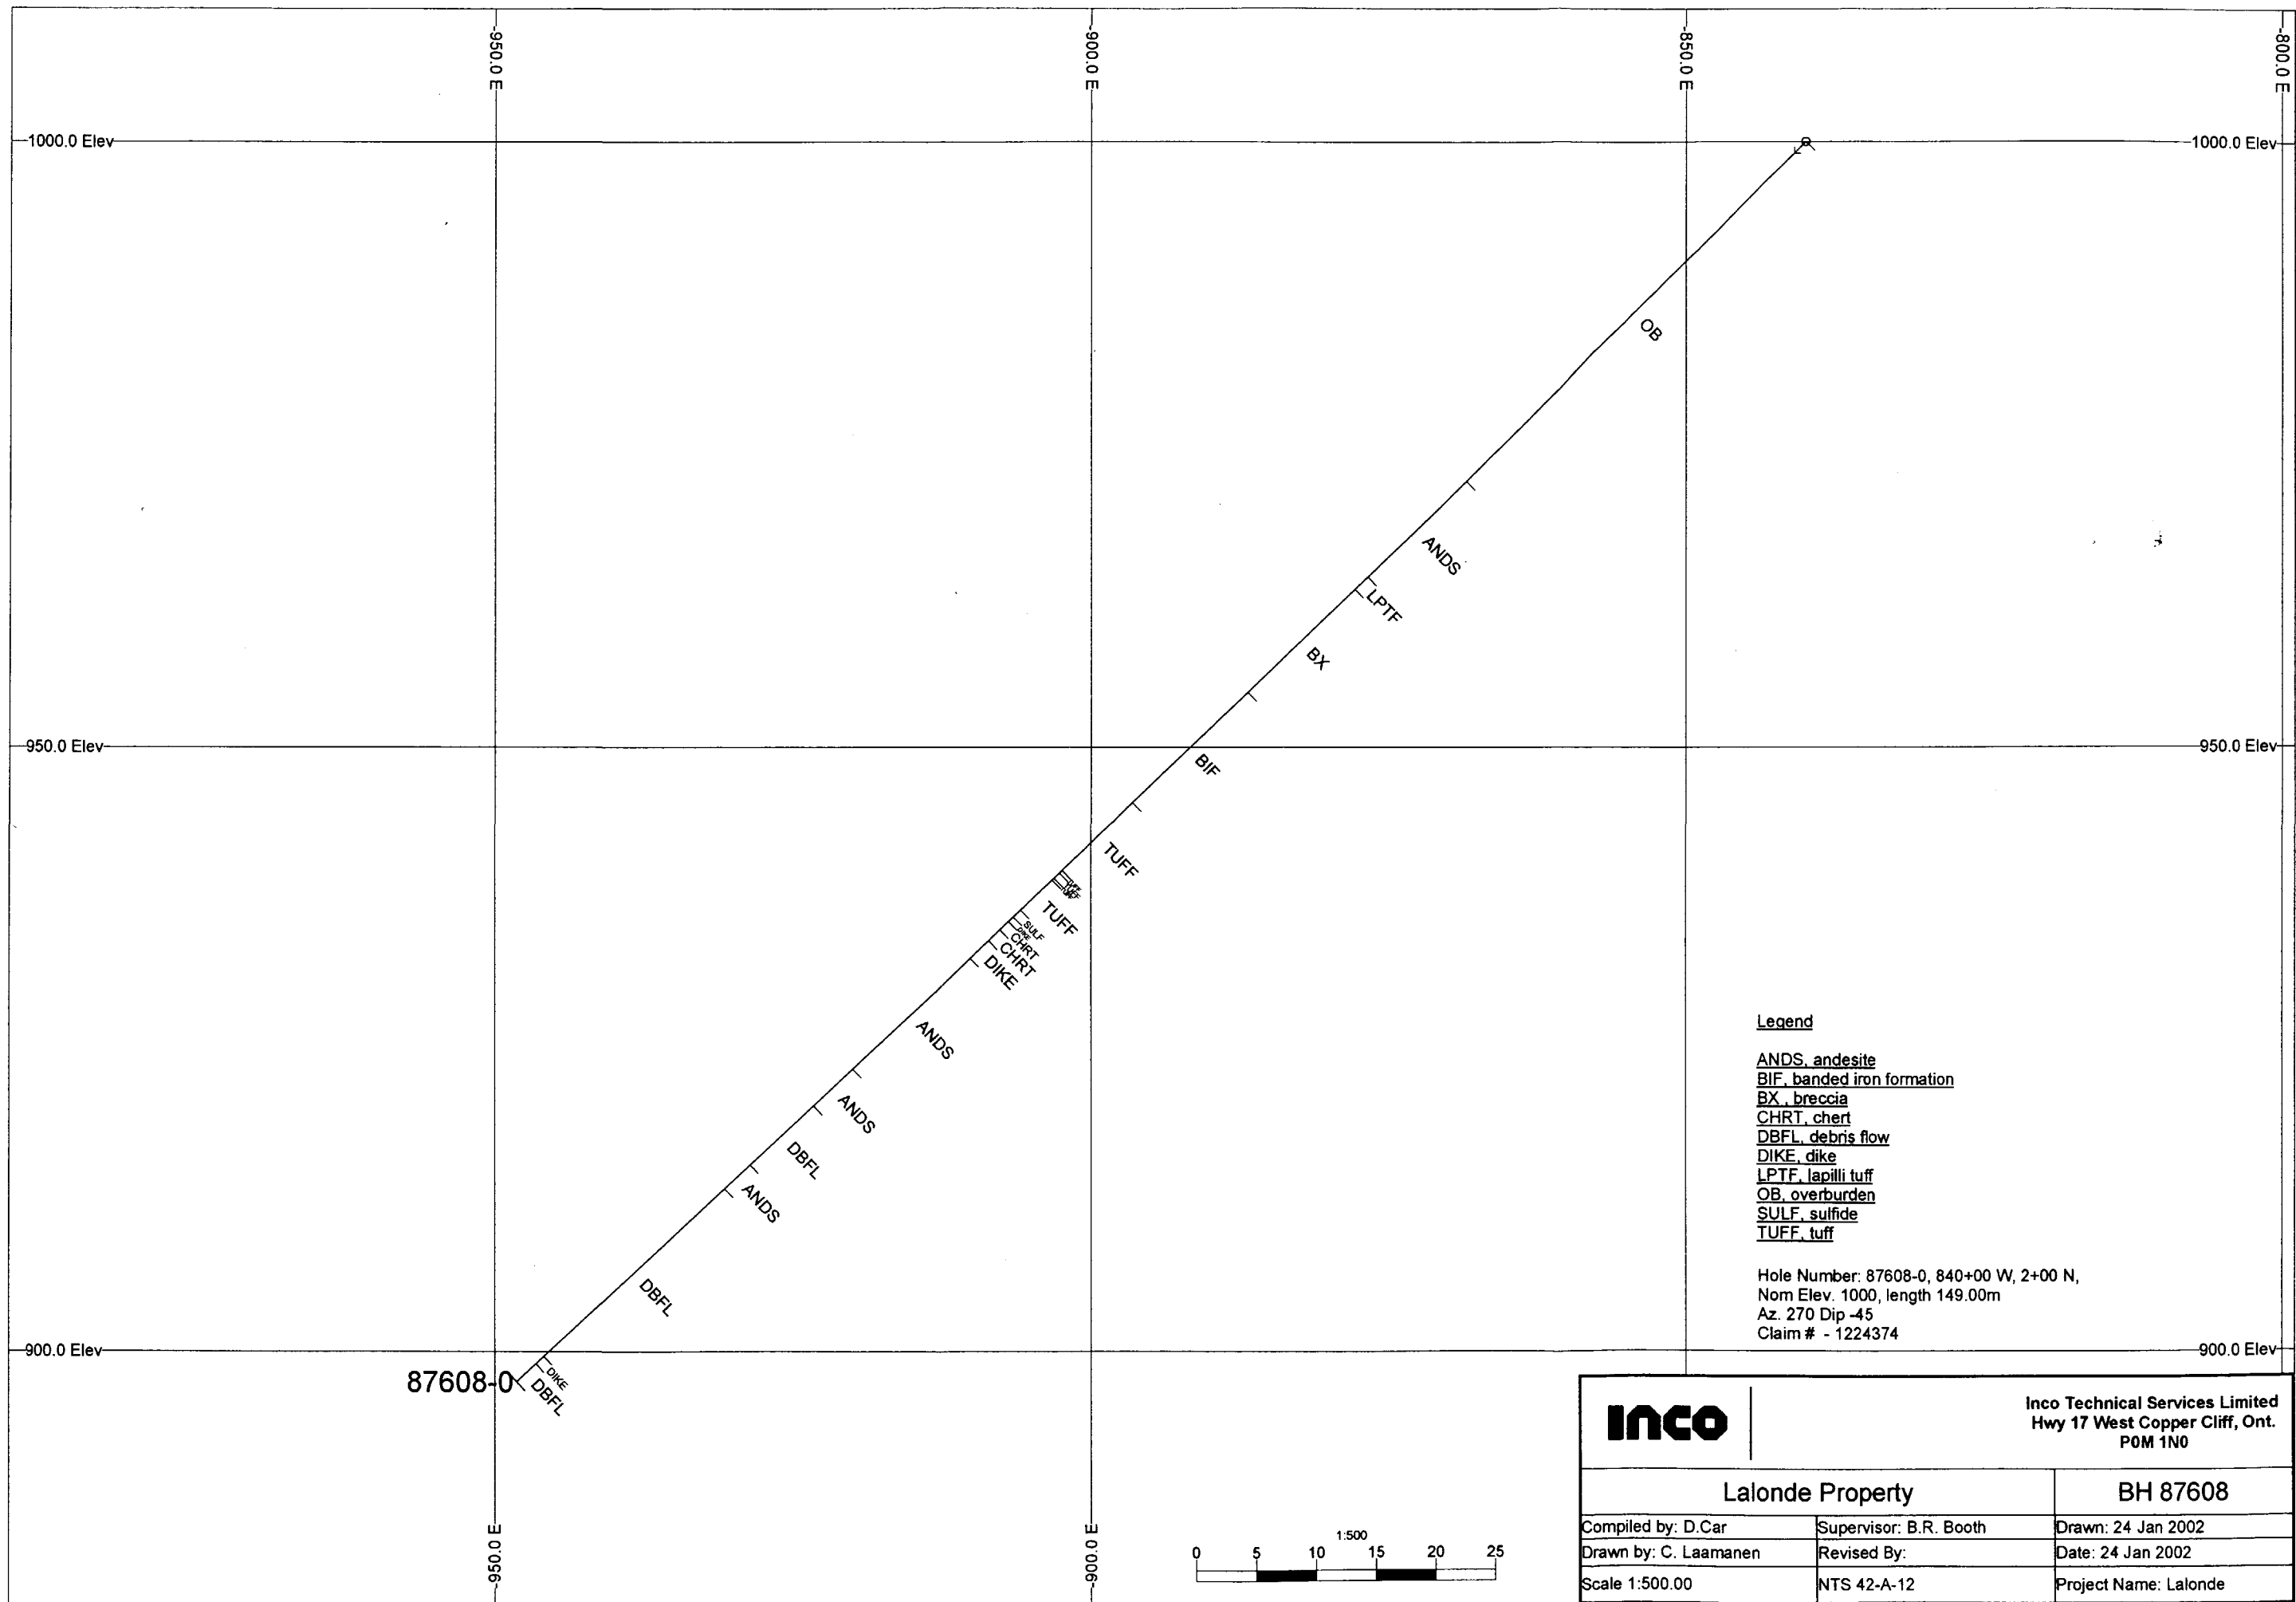 -950.0 E
-900.0 E
-850.0 E
-800.0 E
1000.0 Elev
1000.0 Elev
OB
ANDS
LPTF
BX
950.0 Elev
950.0 Elev
BIF
TUFF
TUFF
SULF
DIKE
CHRT
CHRT
DIKE
ANDS
ANDS
DBFL
ANDS
DBFL
900.0 Elev
900.0 Elev
DIKE
DBFL
87608-0
Legend
ANDS, andesite
BIF, banded iron formation
BX , breccia
CHRT, chert
DBFL, debris flow
DIKE, dike
LPTF, lapilli tuff
OB, overburden
SULF, sulfide
TUFF, tuff
Hole Number: 87608-0, 840+00 W, 2+00 N,
Nom Elev. 1000, length 149.00m
Az. 270 Dip -45
Claim # - 1224374
-950.0 E
-900.0 E
1:500
0 5 10 15 20 25
INCO
Inco Technical Services Limited
Hwy 17 West Copper Cliff, Ont.
P0M 1N0
Lalonde Property
BH 87608
Compiled by: D.Car
Supervisor: B.R. Booth
Drawn: 24 Jan 2002
Drawn by: C. Laamanen
Revised By:
Date: 24 Jan 2002
Scale 1:500.00
NTS 42-A-12
Project Name: Lalonde